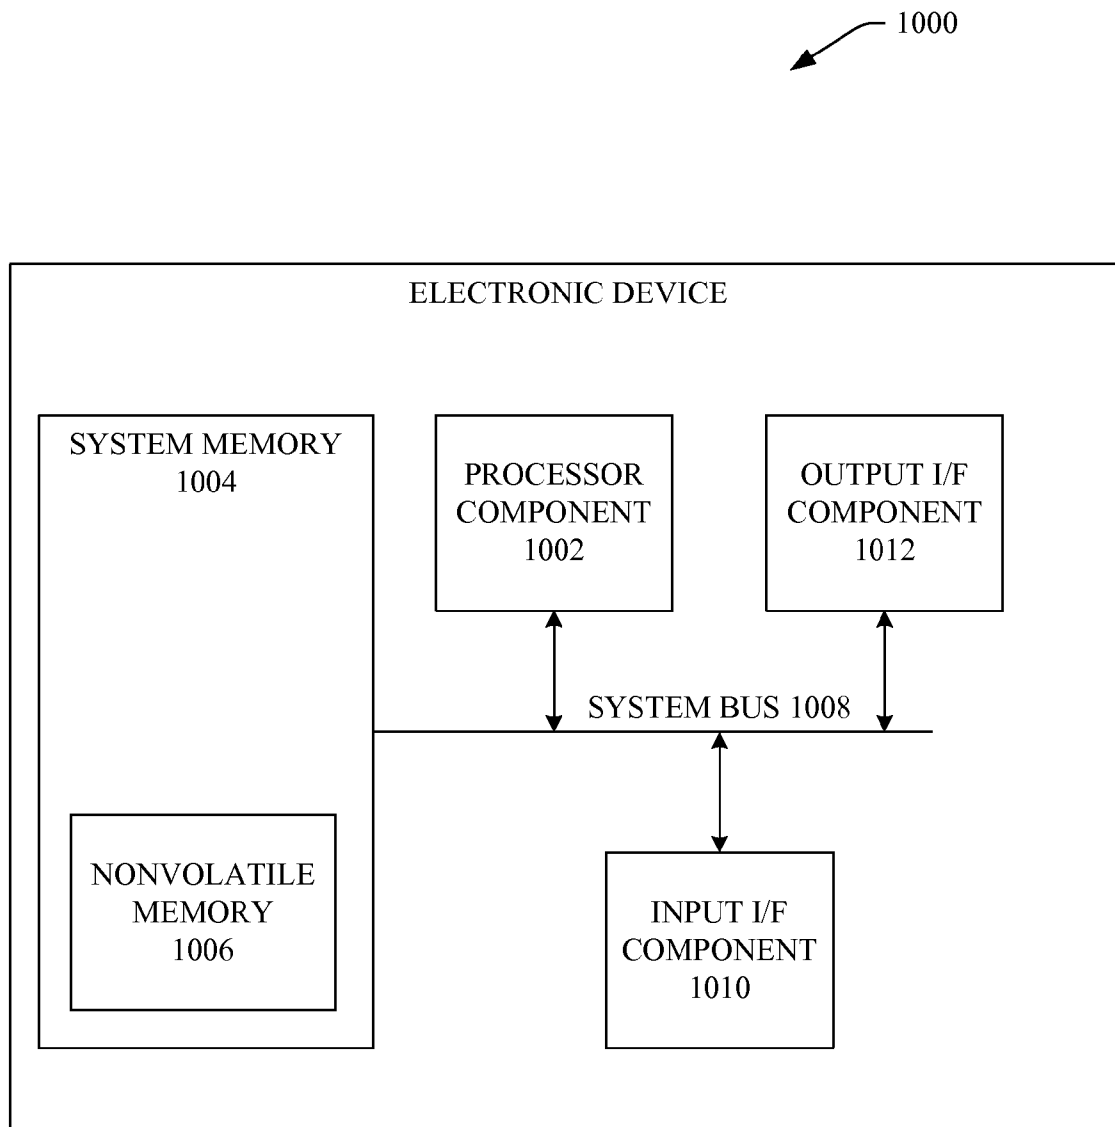 1000
ELECTRONIC DEVICE
SYSTEM MEMORY
1004
PROCESSOR
COMPONENT
1002
OUTPUT I/F
COMPONENT
1012
SYSTEM BUS 1008
NONVOLATILE
MEMORY
1006
INPUT I/F
COMPONENT
1010